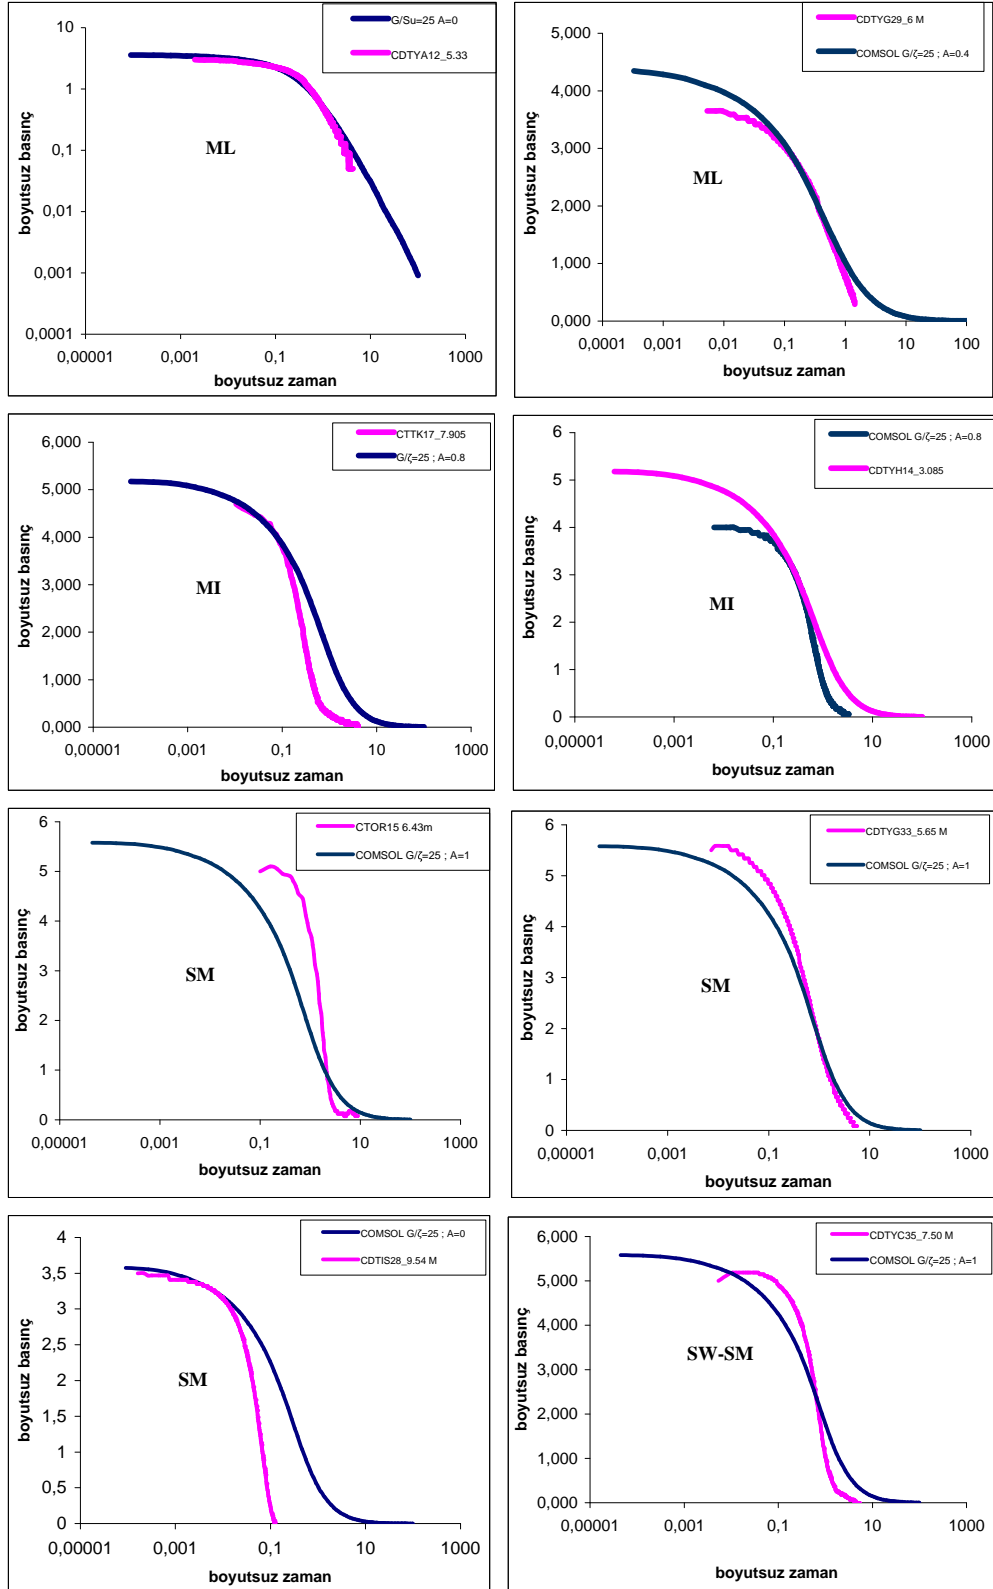 G/Su=25 A=0
CDTYA12_5.33
10
1
0,1
0,01
0,001
0,0001
boyutsuz basınç
ML
0,00001
0,001
0,1
10
1000
boyutsuz zaman
CDTYG29_6 M
COMSOL G/ζ=25 ; A=0.4
5,000
4,000
3,000
2,000
1,000
0,000
boyutsuz basınç
ML
0,0001
0,001
0,01
0,1
1
10
100
boyutsuz zaman
CTTK17_7.905
G/ζ=25 ; A=0.8
6,000
5,000
4,000
3,000
2,000
1,000
0,000
boyutsuz basınç
MI
0,00001
0,001
0,1
10
1000
boyutsuz zaman
COMSOL G/ζ=25 ; A=0.8
CDTYH14_3.085
6
5
4
3
2
1
0
boyutsuz basınç
MI
0,00001
0,001
0,1
10
1000
boyutsuz zaman
CTOR15 6.43m
COMSOL G/ζ=25 ; A=1
6
5
4
3
2
1
0
boyutsuz basınç
SM
0,00001
0,001
0,1
10
1000
boyutsuz zaman
CDTYG33_5.65 M
COMSOL G/ζ=25 ; A=1
6
5
4
3
2
1
0
boyutsuz basınç
SM
0,00001
0,001
0,1
10
1000
boyutsuz zaman
COMSOL G/ζ=25 ; A=0
CDTIS28_9.54 M
4
3,5
3
2,5
2
1,5
1
0,5
0
boyutsuz basınç
SM
0,00001
0,001
0,1
10
1000
boyutsuz zaman
CDTYC35_7.50 M
COMSOL G/ζ=25 ; A=1
6,000
5,000
4,000
3,000
2,000
1,000
0,000
boyutsuz basınç
SW-SM
0,00001
0,001
0,1
10
1000
boyutsuz zaman